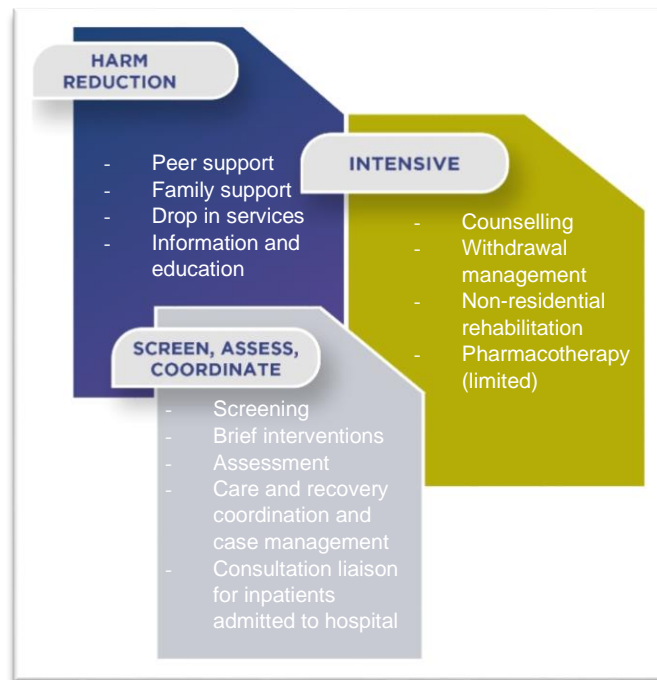 HARM
REDUCTION
- Peer support
- Family support
- Drop in services
- Information and
education
INTENSIVE
- Counselling
- Withdrawal
management
- Non-residential
rehabilitation
- Pharmacotherapy
(limited)
SCREEN, ASSESS,
COORDINATE
- Screening
- Brief interventions
- Assessment
- Care and recovery
coordination and
case management
- Consultation liaison
for inpatients
admitted to hospital